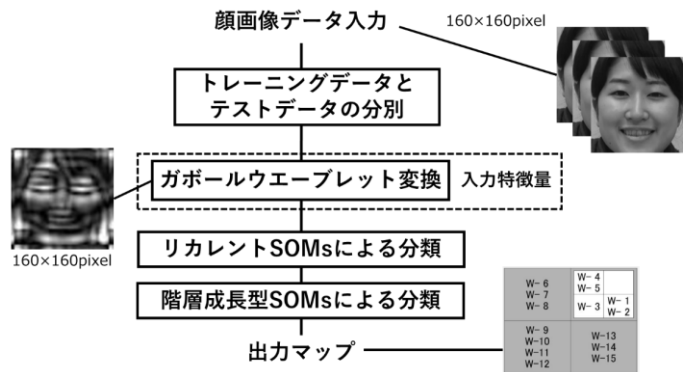 顔画像データ入力
160×160pixel
トレーニングデータと
テストデータの分別
ガボールウエーブレット変換
入力特徴量
160×160pixel
リカレントSOMsによる分類
階層成長型SOMsによる分類
出力マップ
W- 6
W- 7
W- 8
W- 4
W- 5
W- 3
W- 1
W- 2
W- 9
W-10
W-11
W-12
W-13
W-14
W-15